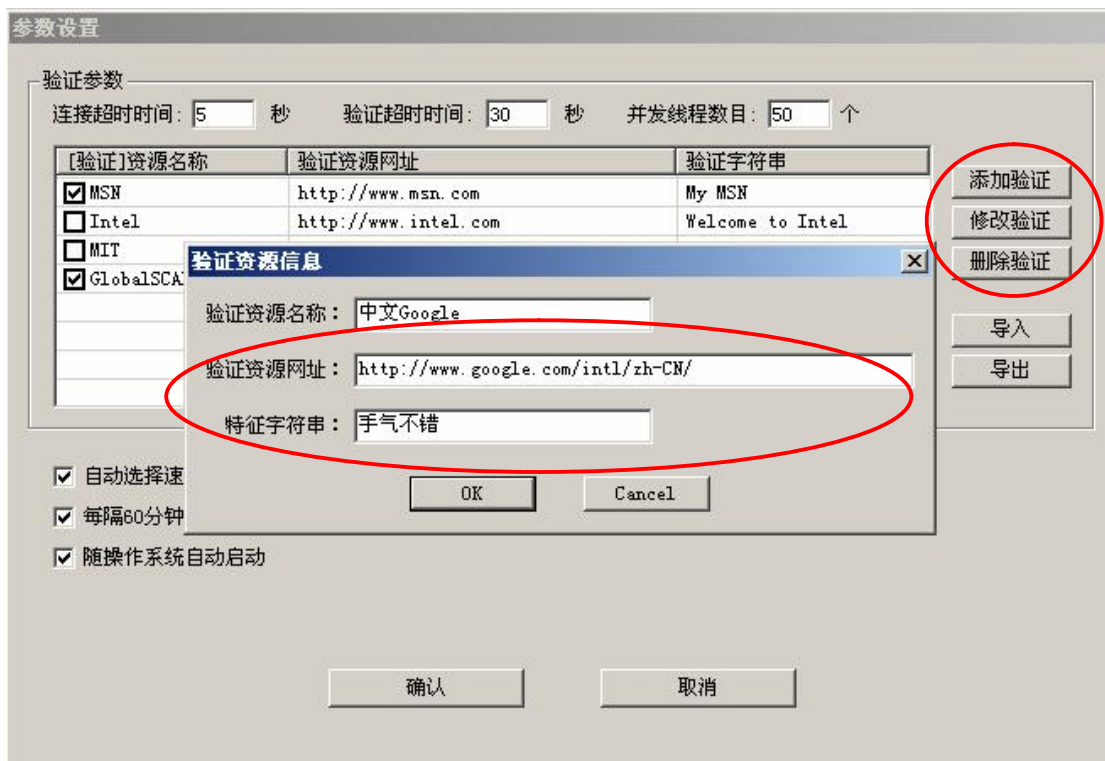 参数设置
验证参数
连接超时时间: 5 秒 验证超时时间: 30 秒 并发线程数目: 50 个
[验证]资源名称 验证资源网址 验证字符串
MSN http://www.msn.com My MSN
Intel http://www.intel.com Welcome to Intel
MIT
GlobalSCA
添加验证
修改验证
删除验证
导入
导出
验证资源信息
验证资源名称: 中文Google
验证资源网址: http://www.google.com/intl/zh-CN/
特征字符串: 手气不错
OK Cancel
自动选择速
每隔60分钟
随操作系统自动启动
确认 取消